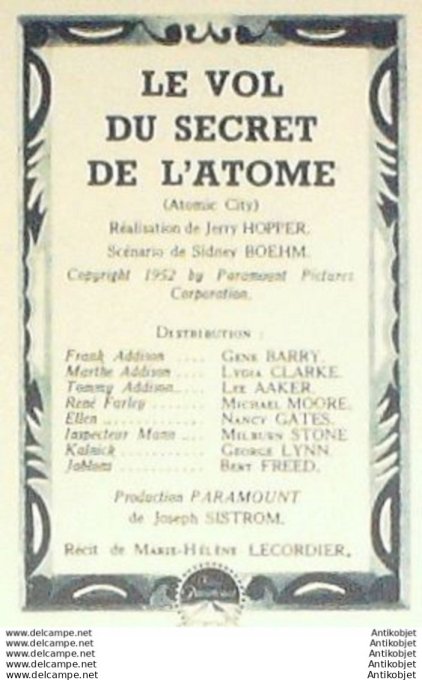 LE VOL
DU SECRET
DE L'ATOME
(Atomic City)
Réalisation de Jerry HOPPER.
Scénario de Sidney BOEHM.
Copyright 1952 by Paramount Pictures
Corporation.
DISTRIBUTION :
Frank Addison .... GENE BARRY.
Marthe Addison .... LYDIA CLARKE.
Tommy Addison..... LEE AAKER.
René Farley ........ MICHAEL MOORE.
Ellen .............. NANCY GATES.
Inspecteur Mann .... MILBURN STONE
Kalnick ........... GEORGE LYNN.
Jablons ........... BERT FREED.
Production PARAMOUNT
de Joseph SISTROM.
Récit de MARIE-HÉLÈNE LECORDIER.
www.delcampe.net Antikobjet
www.delcampe.net Antikobjet
www.delcampe.net Antikobjet
www.delcampe.net Antikobjet